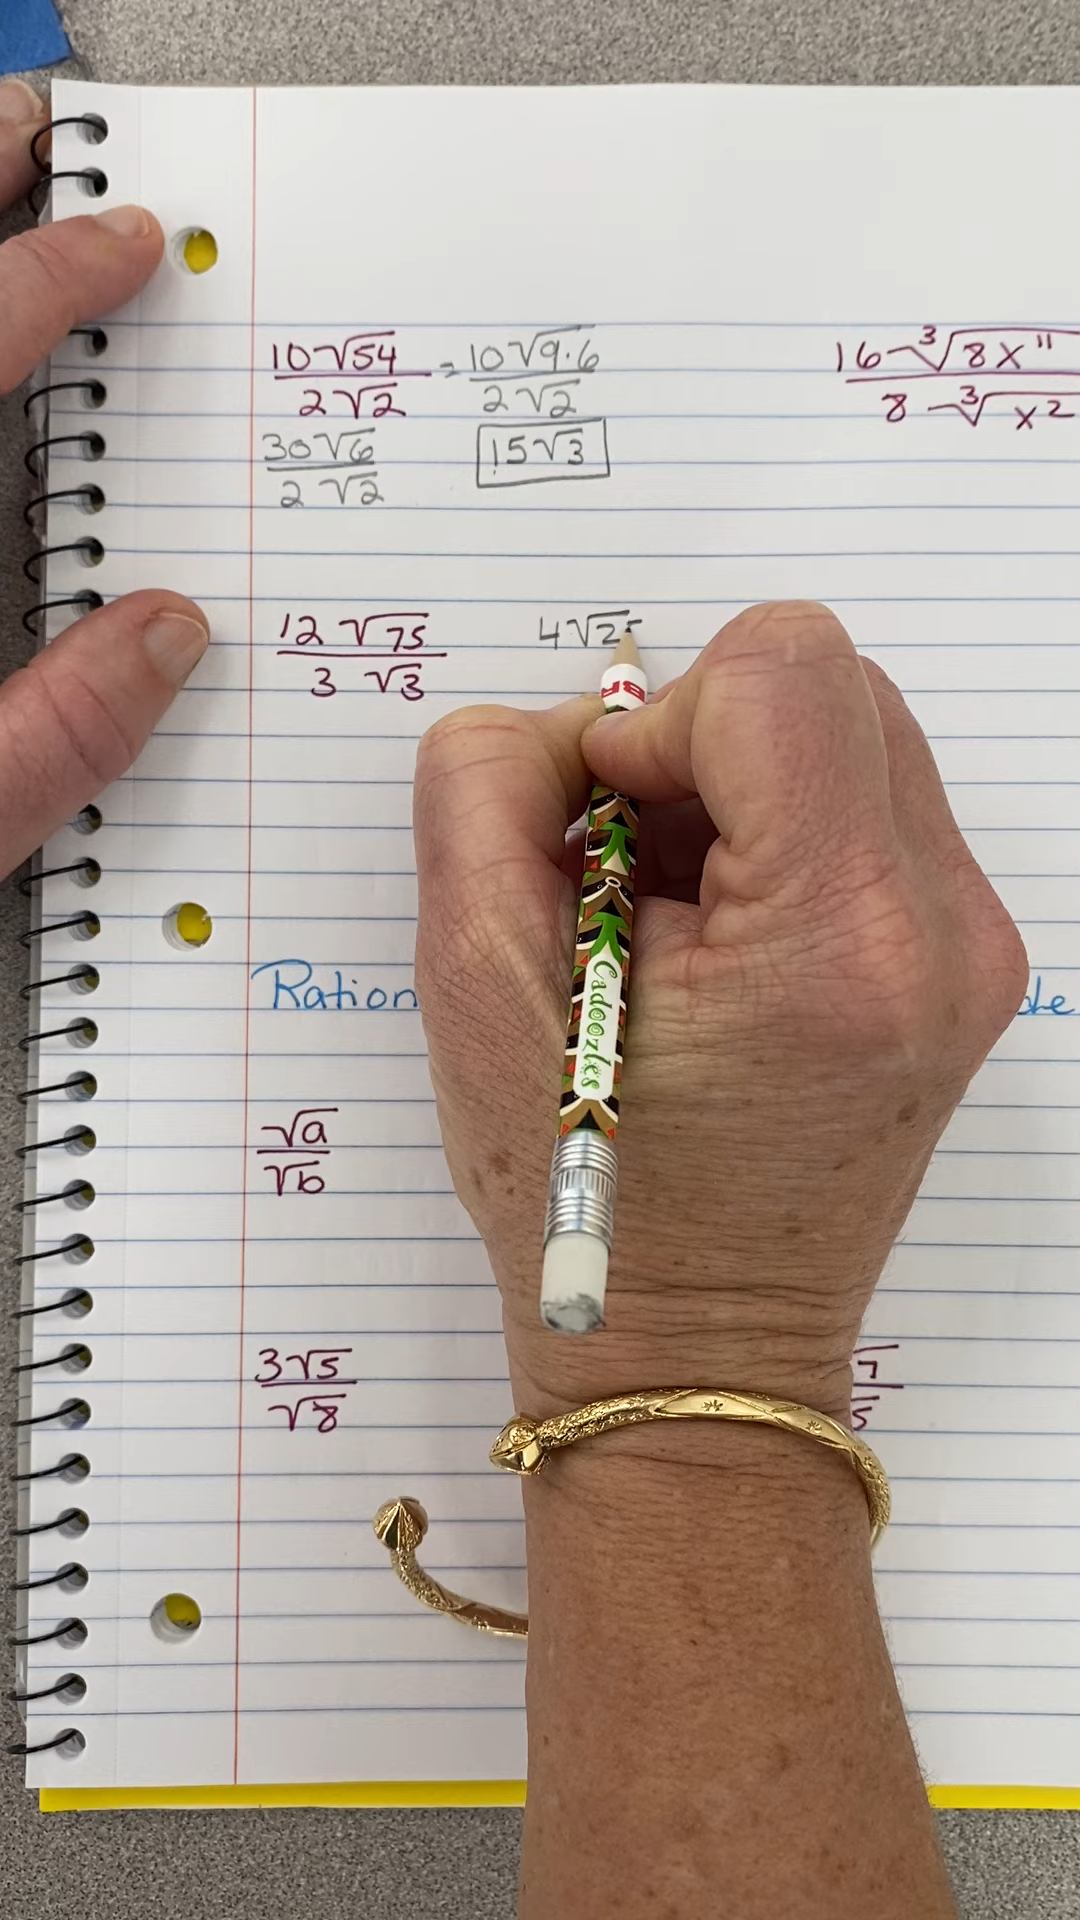 10√54 / 2√2 = 10√9·6 / 2√2
30√6 / 2√2
15√3
16 ∛8x¹¹ / 8 ∛x²
12 √75 / 3 √3
4√25
BR
Cadoozles
√a / √b
3√5 / √8